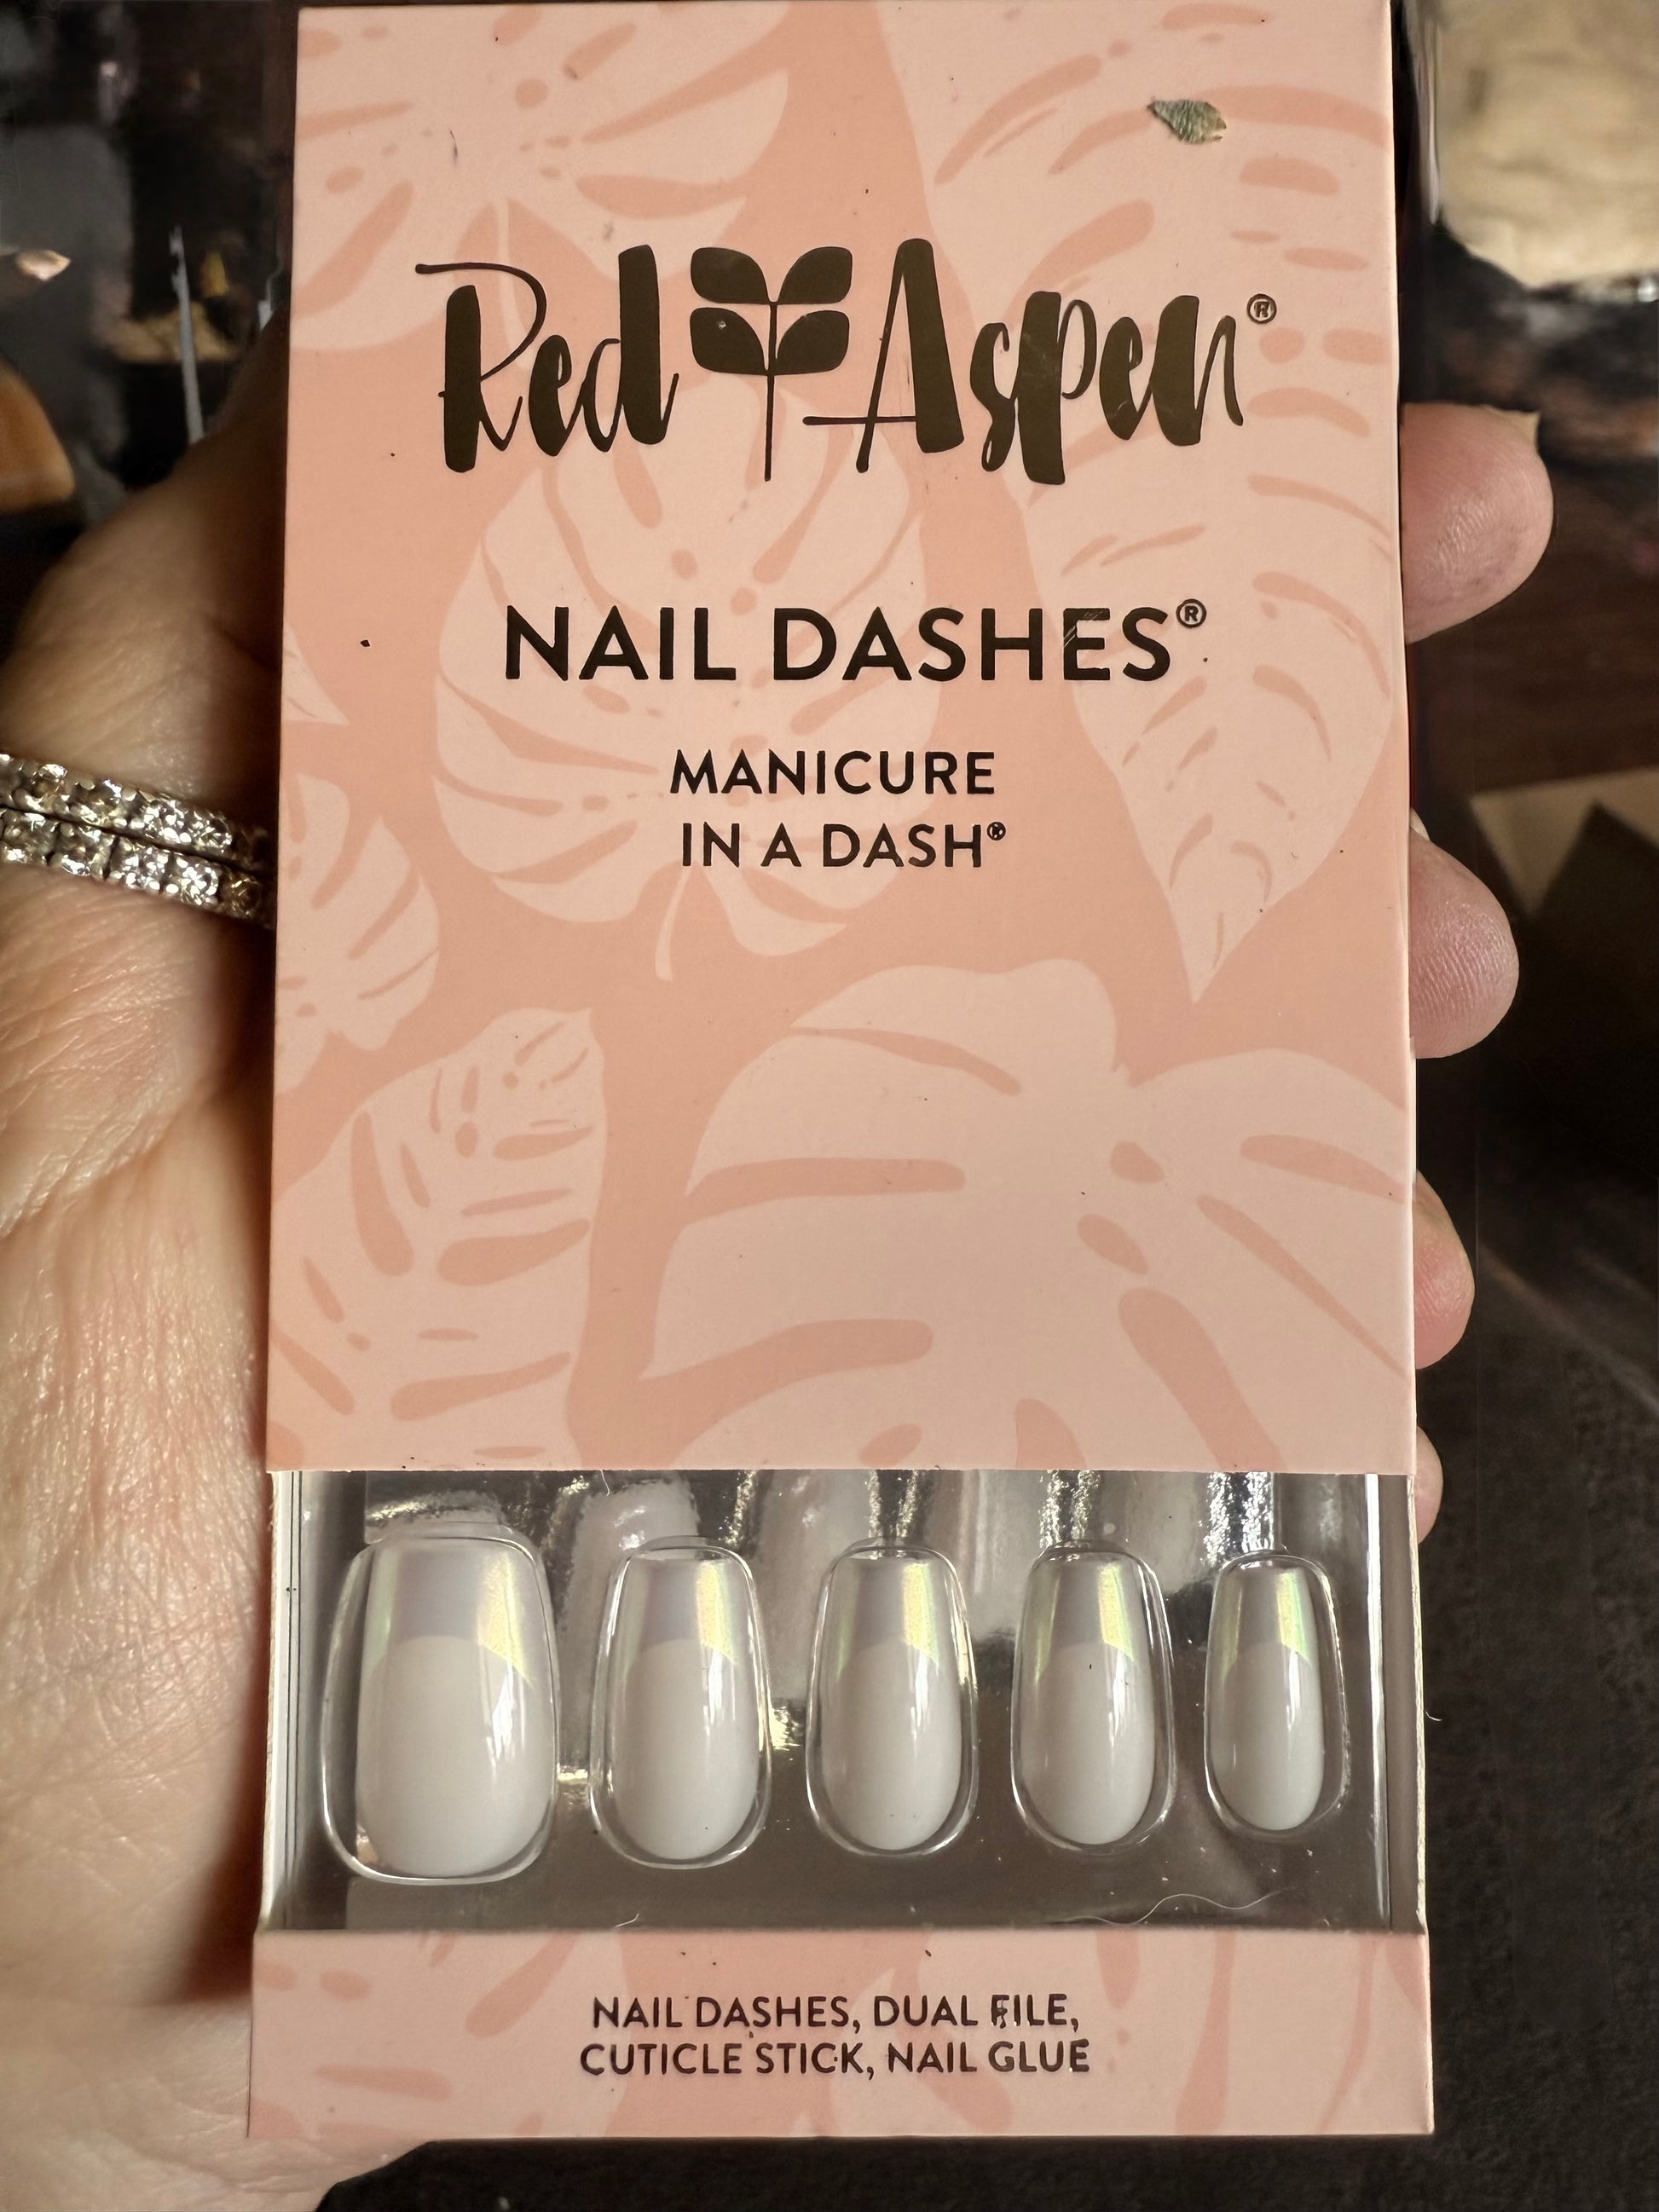 Red Aspen®
NAIL DASHES®
MANICURE
IN A DASH®
NAIL DASHES, DUAL FILE,
CUTICLE STICK, NAIL GLUE